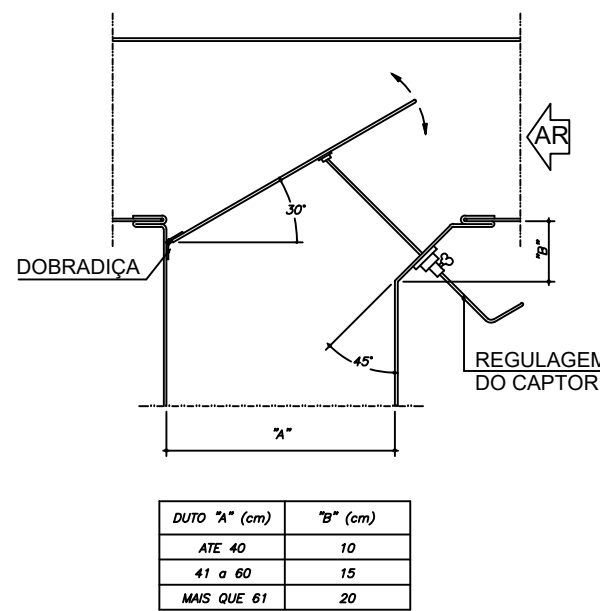 AR
30°
DOBRADIÇA
"B"
45°
REGULAGEM
DO CAPTOR
"A"
DUTO "A" (cm) "B" (cm)
ATE 40 10
41 a 60 15
MAIS QUE 61 20